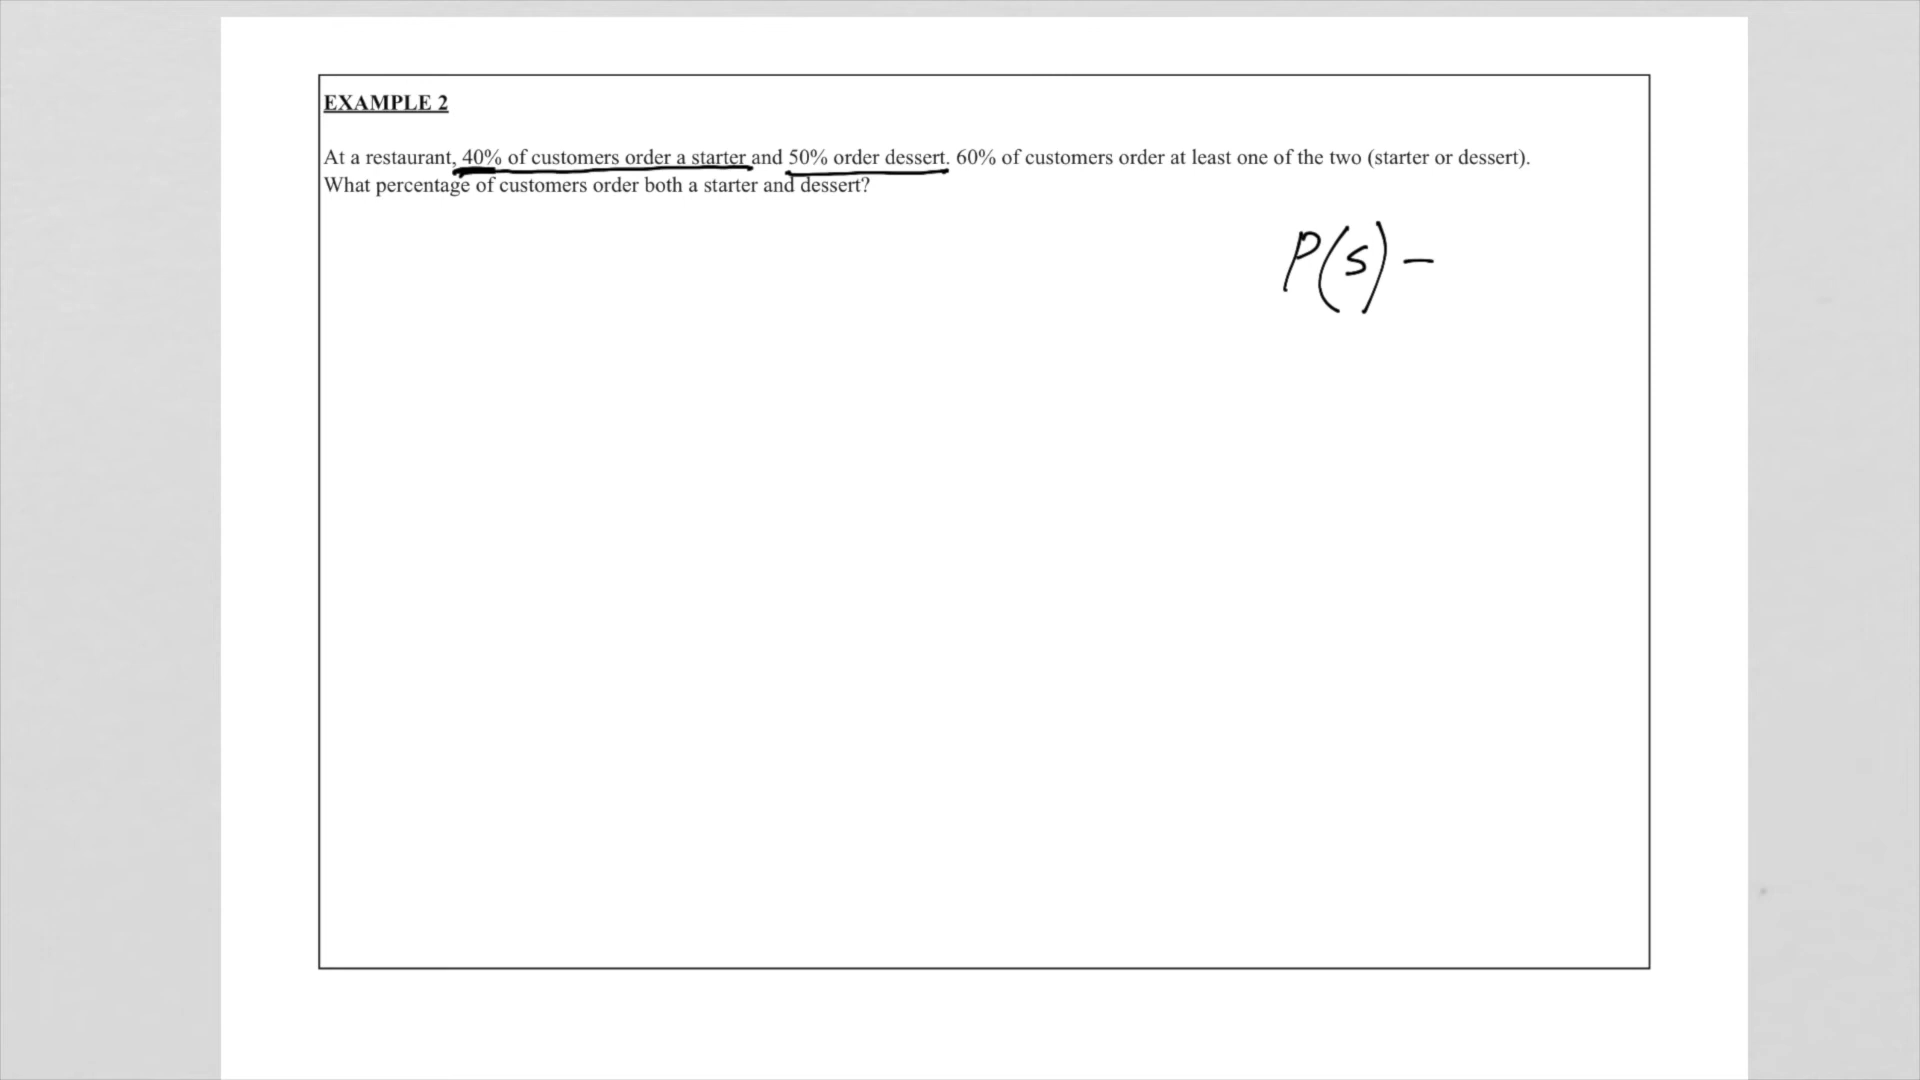 EXAMPLE 2
At a restaurant, 40% of customers order a starter and 50% order dessert. 60% of customers order at least one of the two (starter or dessert).
What percentage of customers order both a starter and dessert?
P(s) -